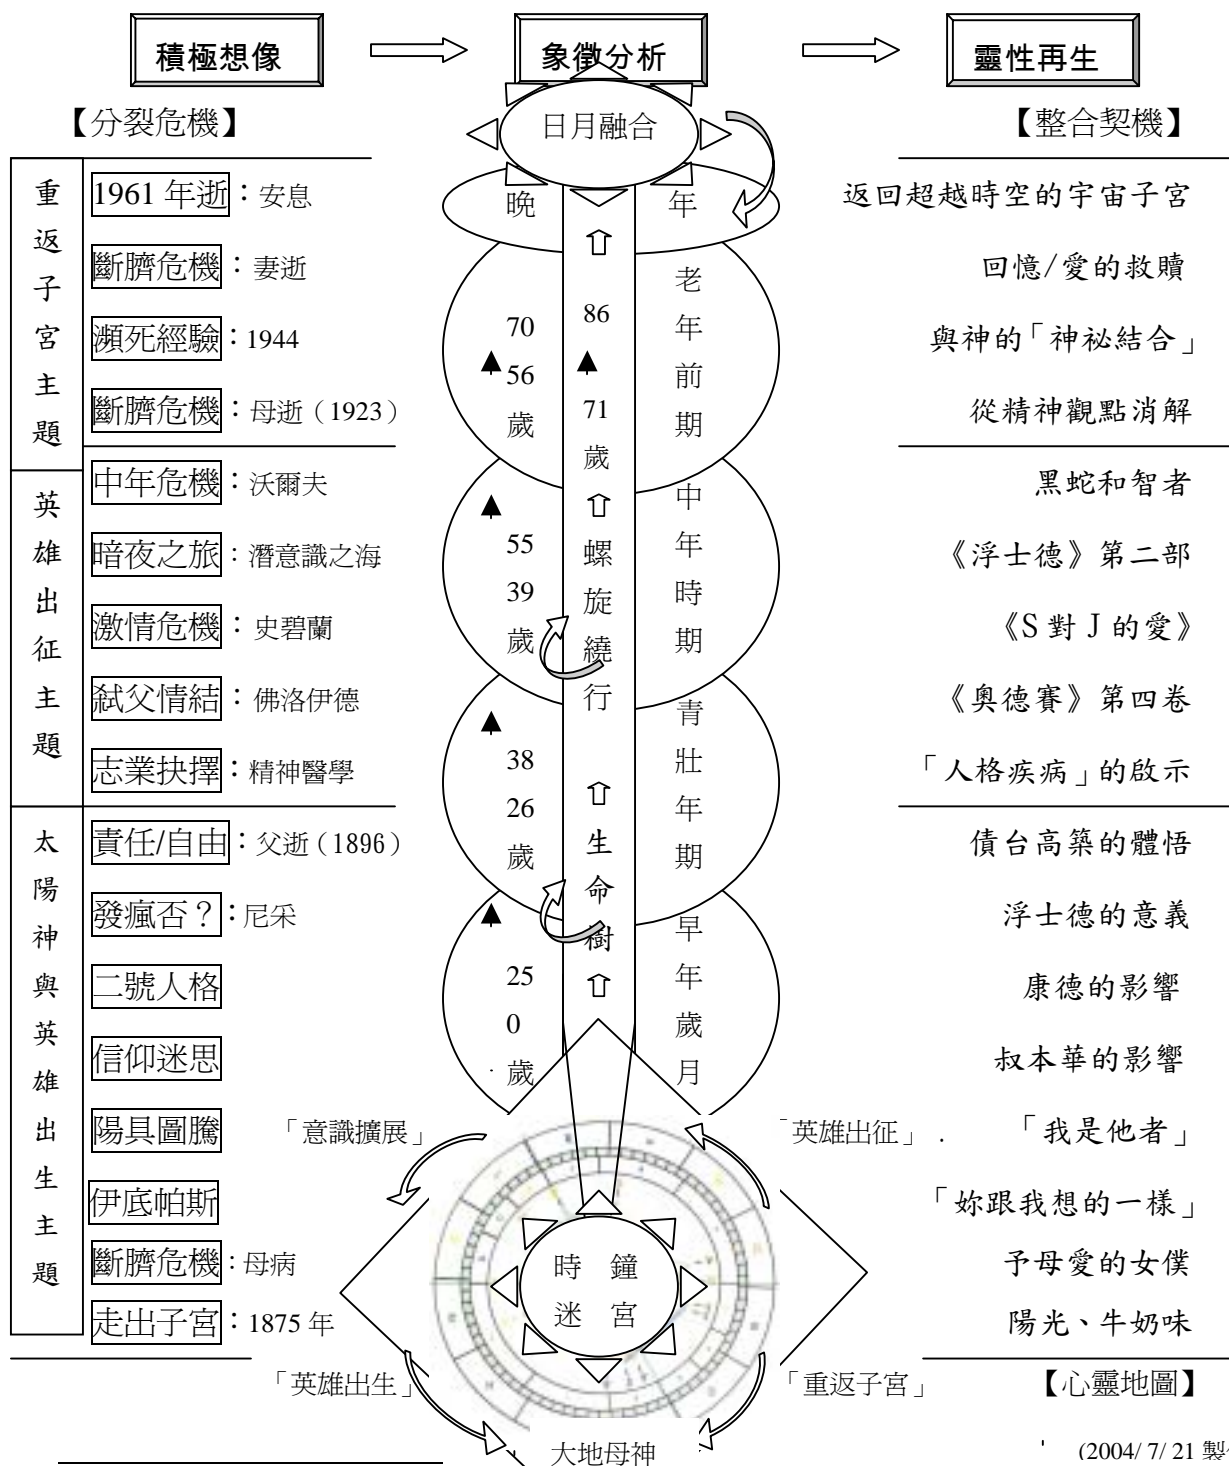 積極想像
象徵分析
靈性再生
【分裂危機】
日月融合
【整合契機】
重返子宮主題
1961 年逝：安息
晚年
返回超越時空的宇宙子宮
斷臍危機：妻逝
回憶/愛的救贖
瀕死經驗：1944
與神的「神祕結合」
斷臍危機：母逝（1923）
從精神觀點消解
老年前期
70
56
歲
86
71
歲
英雄出征主題
中年危機：沃爾夫
黑蛇和智者
暗夜之旅：潛意識之海
《浮士德》第二部
激情危機：史碧蘭
《S 對 J 的愛》
弒父情結：佛洛伊德
《奧德賽》第四卷
志業抉擇：精神醫學
「人格疾病」的啟示
中年時期
55
39
歲
螺旋繞行
青壯年期
38
26
歲
生命樹
太陽神與英雄出生主題
責任/自由：父逝（1896）
債台高築的體悟
發瘋否？：尼采
浮士德的意義
二號人格
康德的影響
信仰迷思
叔本華的影響
陽具圖騰
「我是他者」
伊底帕斯
「妳跟我想的一樣」
斷臍危機：母病
予母愛的女僕
走出子宮：1875 年
陽光、牛奶味
早年歲月
25
0
歲
「意識擴展」
「英雄出征」.
時鐘
迷宮
「英雄出生」
「重返子宮」
【心靈地圖】
大地母神
(2004/ 7/ 21 製